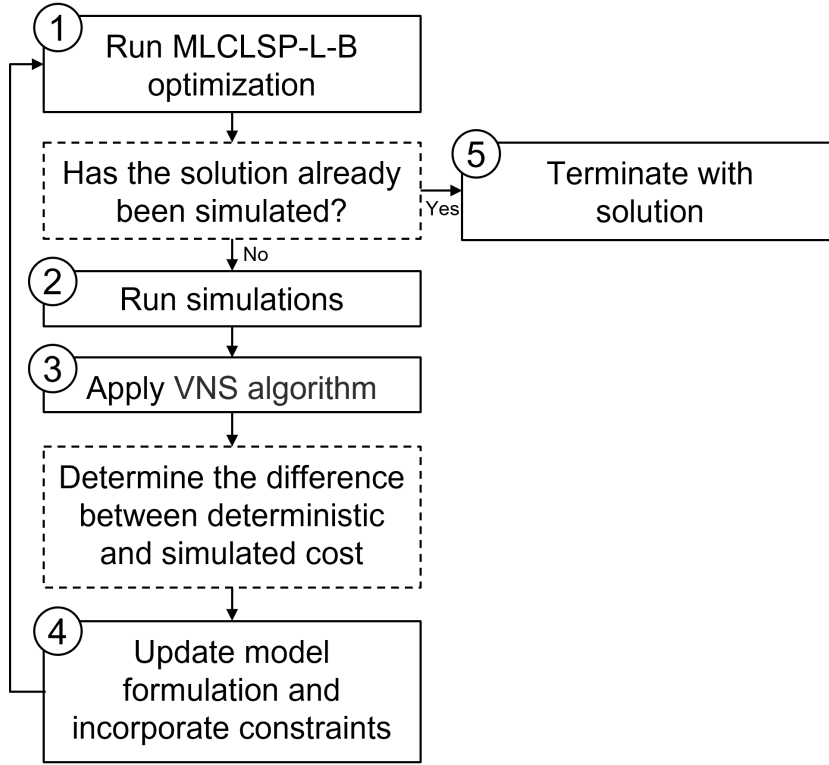 1
Run MLCLSP-L-B
optimization
Has the solution already
been simulated?
Yes
5
Terminate with
solution
No
2
Run simulations
3
Apply VNS algorithm
Determine the difference
between deterministic
and simulated cost
4
Update model
formulation and
incorporate constraints